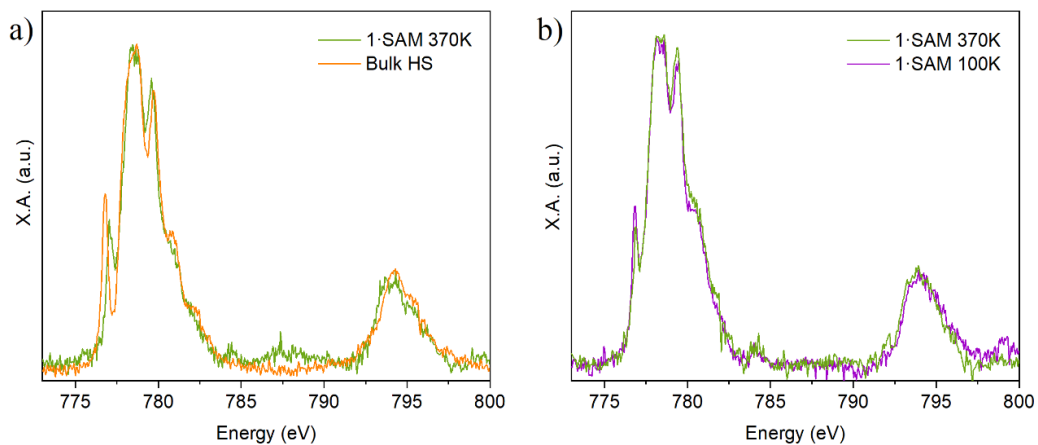 a)
1·SAM 370K
Bulk HS
X.A. (a.u.)
775 780 785 790 795 800
Energy (eV)
b)
1·SAM 370K
1·SAM 100K
X.A. (a.u.)
775 780 785 790 795 800
Energy (eV)